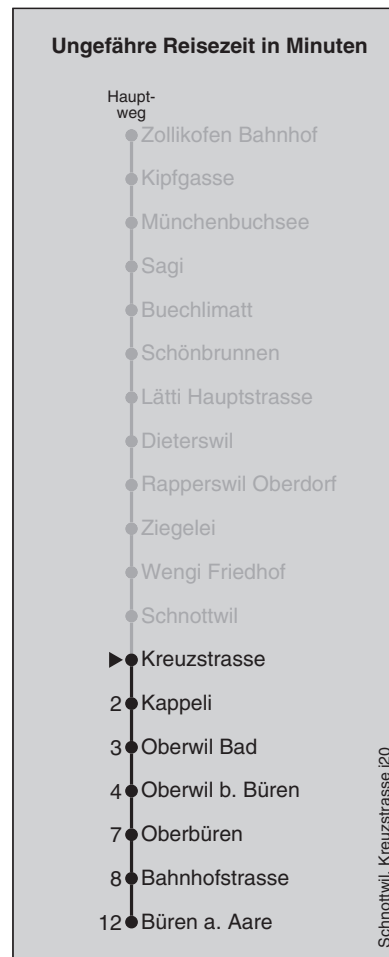 Ungefähre Reisezeit in Minuten
Haupt-
weg
Zollikofen Bahnhof
Kipfgasse
Münchenbuchsee
Sagi
Buechlimatt
Schönbrunnen
Lätti Hauptstrasse
Dieterswil
Rapperswil Oberdorf
Ziegelei
Wengi Friedhof
Schnottwil
Kreuzstrasse
2 Kappeli
3 Oberwil Bad
4 Oberwil b. Büren
7 Oberbüren
8 Bahnhofstrasse
12 Büren a. Aare
Schnottwil, Kreuzstrasse j20